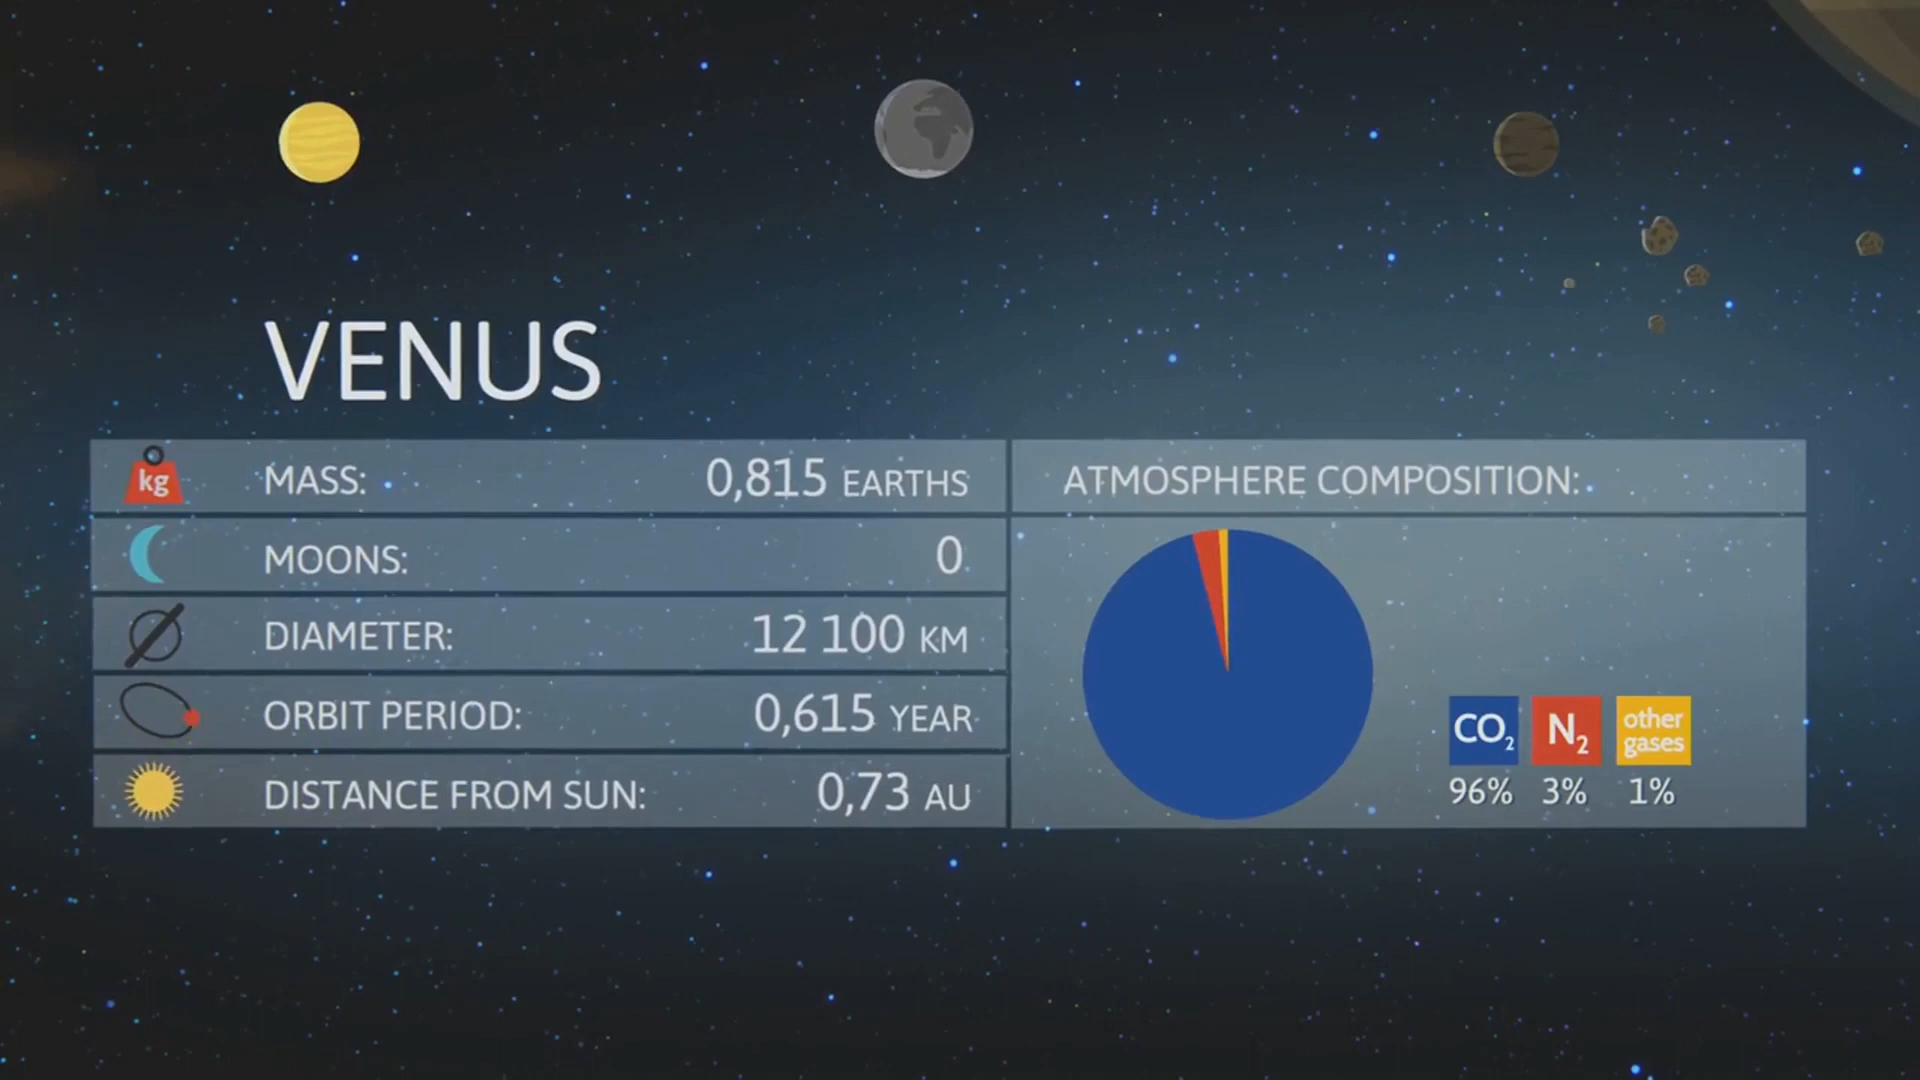 VENUS
kg MASS: 0,815 EARTHS
MOONS: 0
DIAMETER: 12 100 KM
ORBIT PERIOD: 0,615 YEAR
DISTANCE FROM SUN: 0,73 AU
ATMOSPHERE COMPOSITION:
CO₂ N₂ other gases
96% 3% 1%